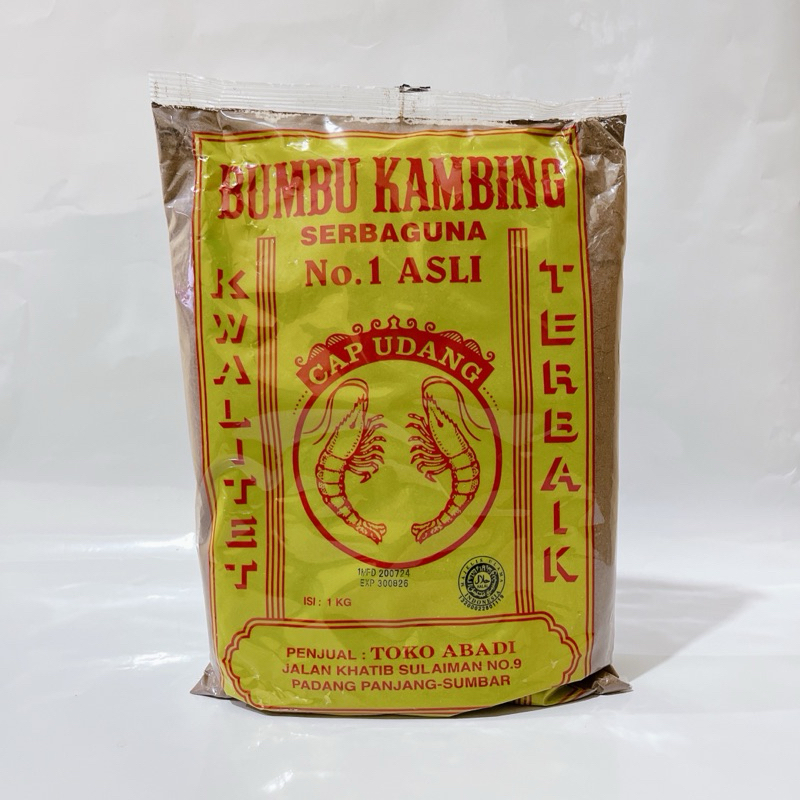 BUMBU KAMBING
SERBAGUNA
No.1 ASLI
KWALITET
TERBAIK
CAP UDANG
MFD 200724
EXP 300826
ISI : 1 KG
INDONESIA
PENJUAL : TOKO ABADI
JALAN KHATIB SULAIMAN NO.9
PADANG PANJANG-SUMBAR